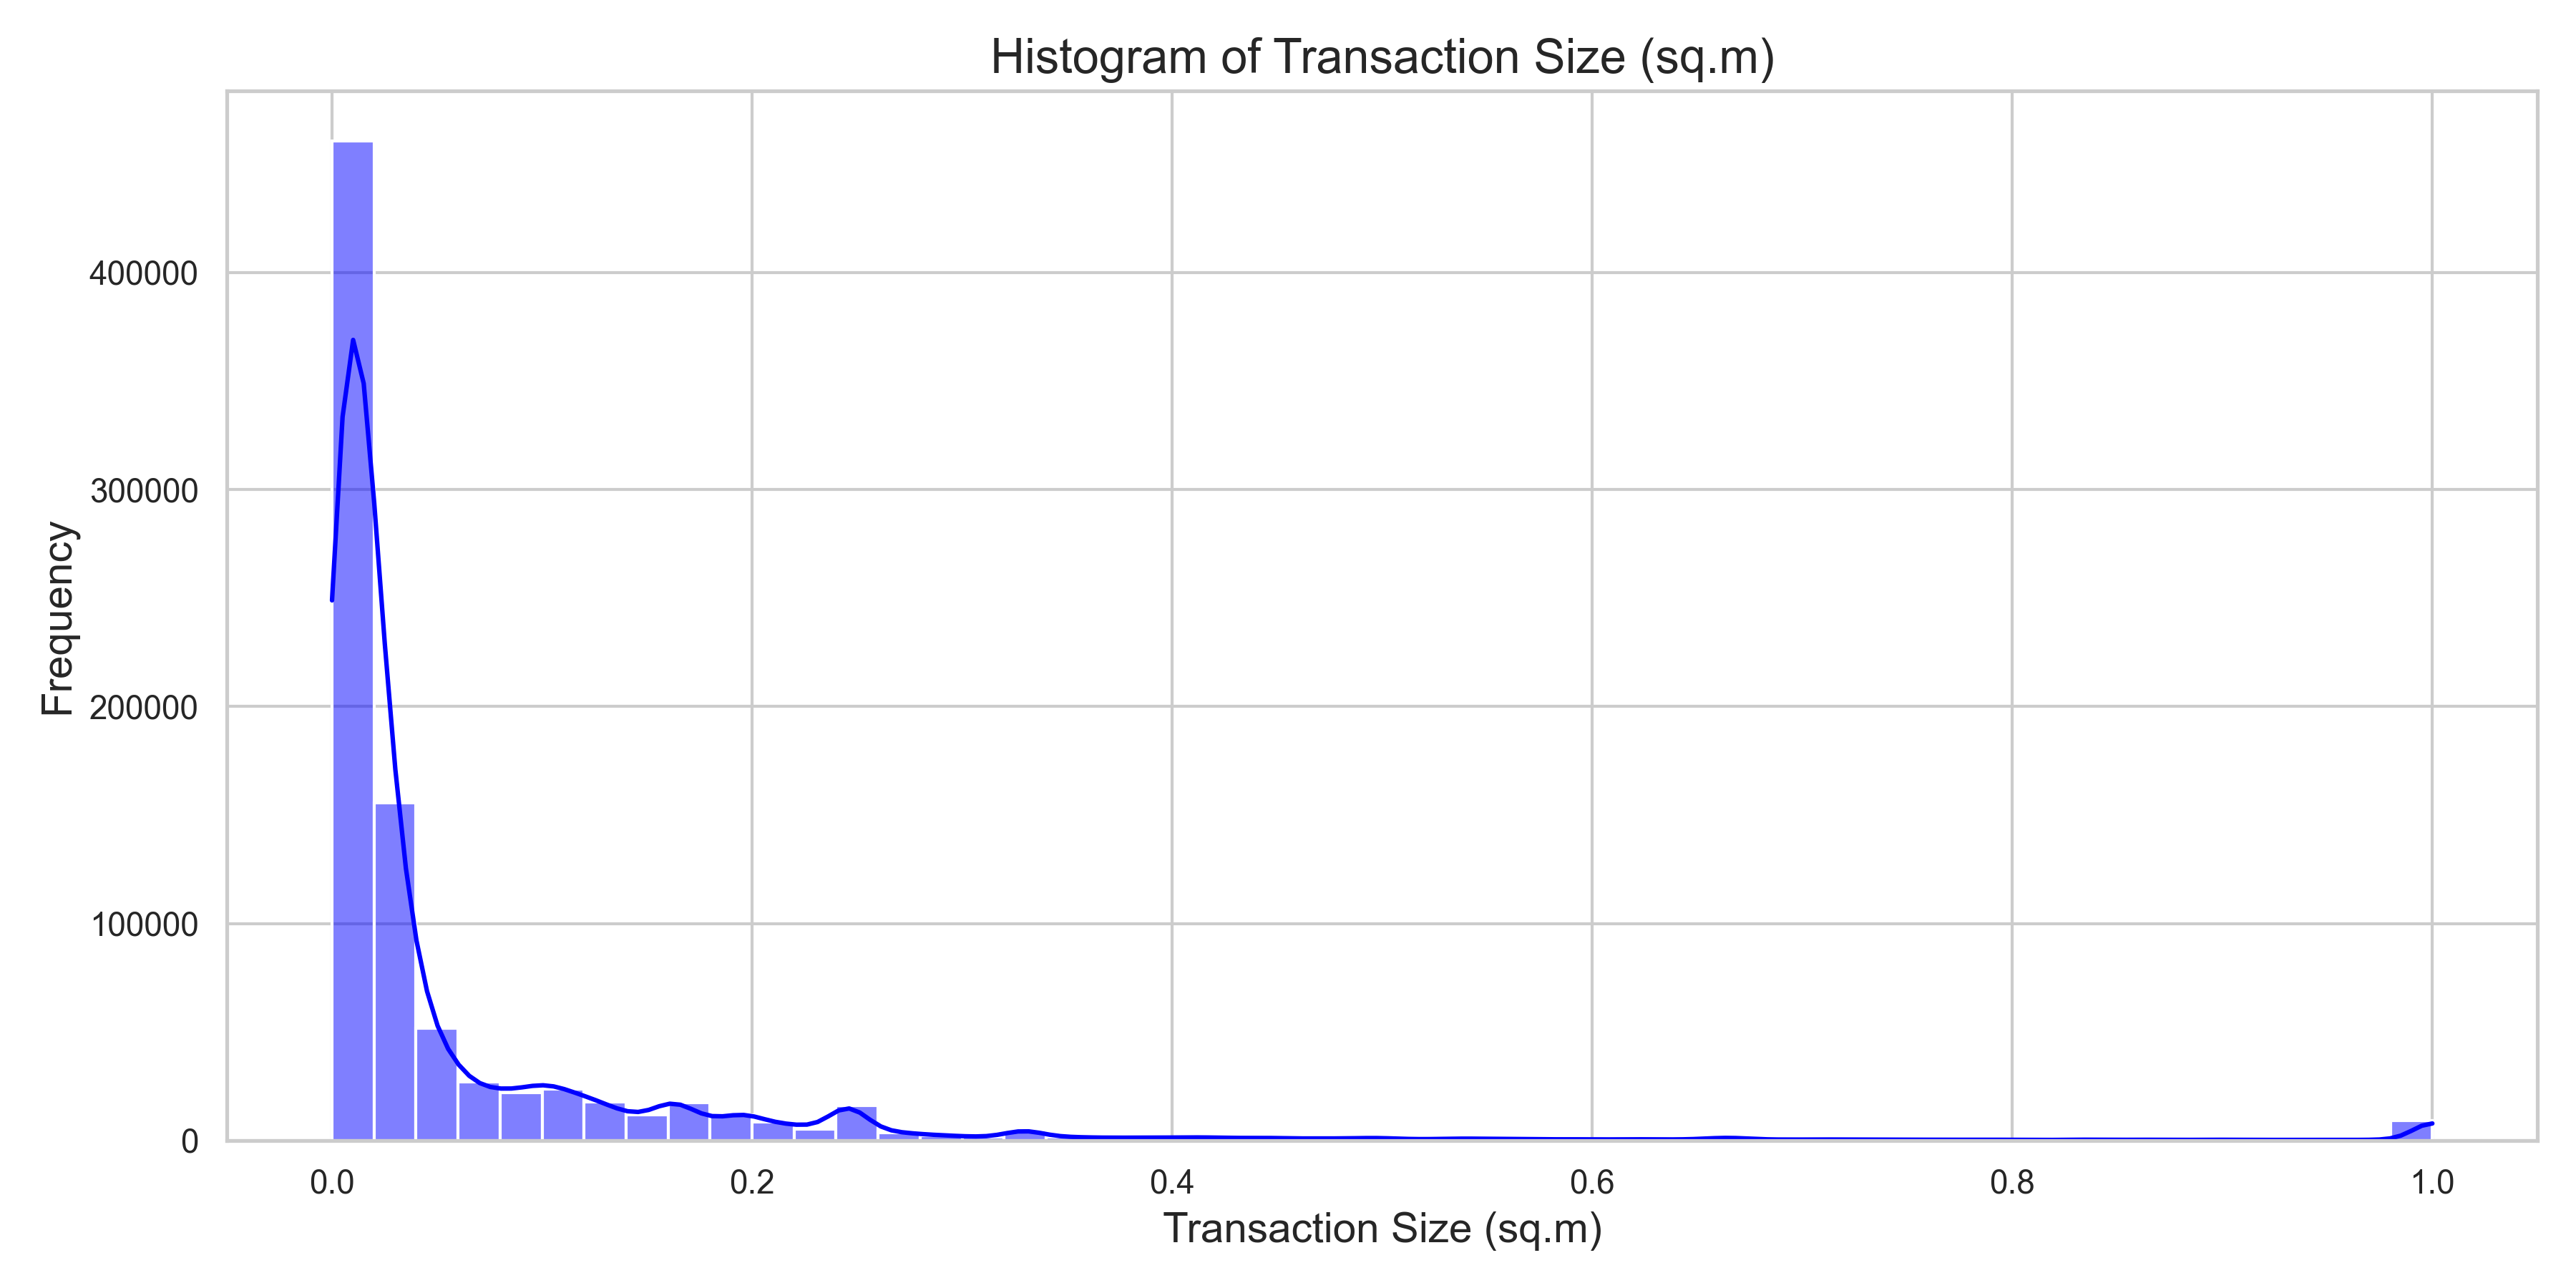 Histogram of Transaction Size (sq.m)
Frequency
400000
300000
200000
100000
0
0.0 0.2 0.4 0.6 0.8 1.0
Transaction Size (sq.m)